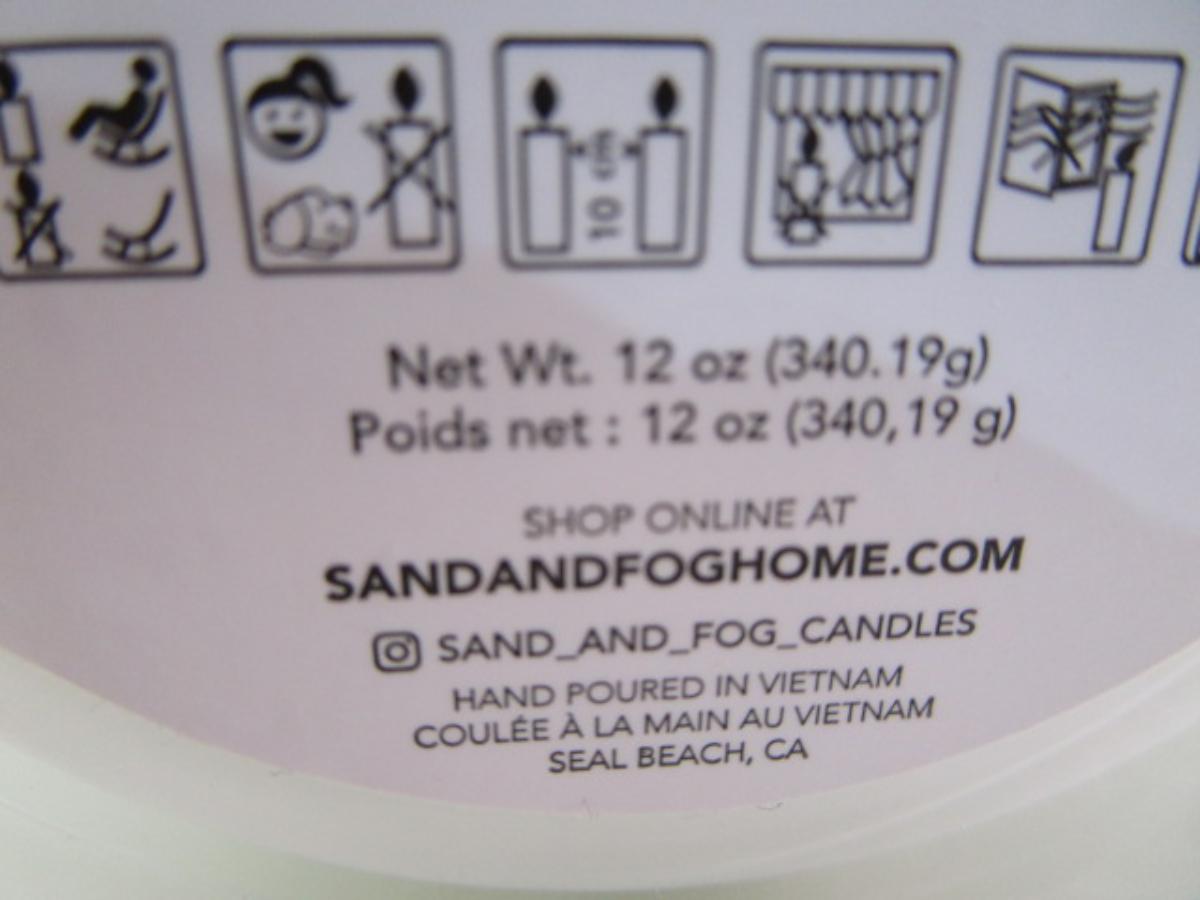 10 cm
Net Wt. 12 oz (340.19g)
Poids net : 12 oz (340,19 g)
SHOP ONLINE AT
SANDANDFOGHOME.COM
SAND_AND_FOG_CANDLES
HAND POURED IN VIETNAM
COULÉE À LA MAIN AU VIETNAM
SEAL BEACH, CA